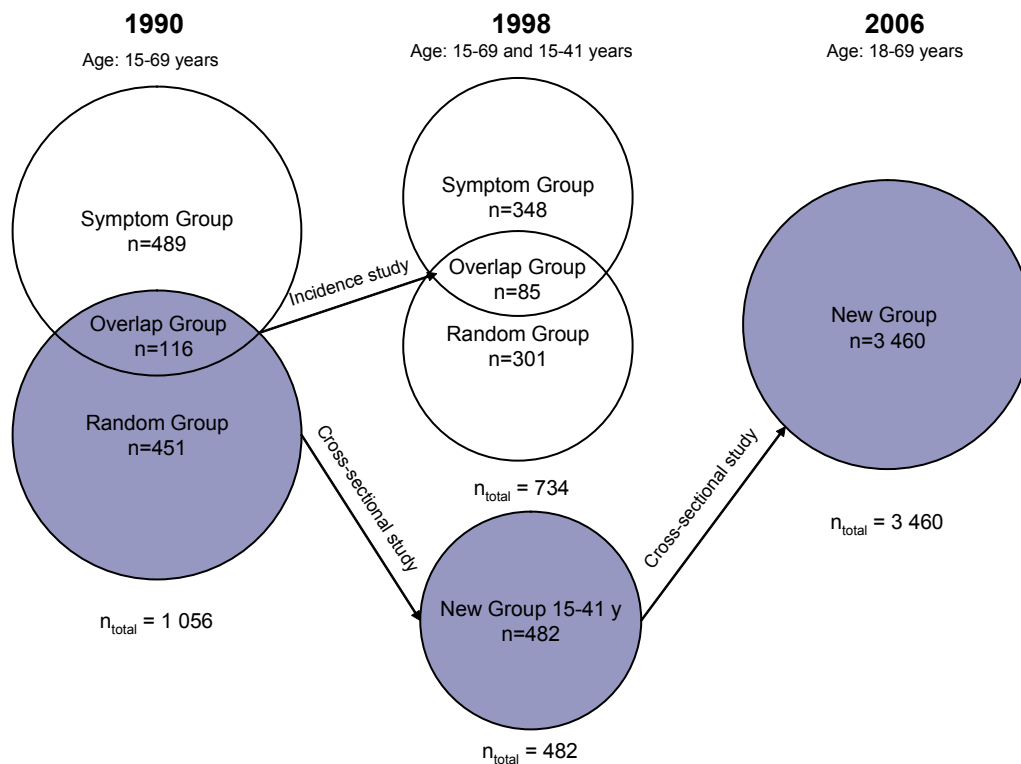 1990
Age: 15-69 years
Symptom Group
n=489
Overlap Group
n=116
Random Group
n=451
n_total = 1 056
Incidence study
Cross-sectional study
1998
Age: 15-69 and 15-41 years
Symptom Group
n=348
Overlap Group
n=85
Random Group
n=301
n_total = 734
New Group 15-41 y
n=482
n_total = 482
Cross-sectional study
2006
Age: 18-69 years
New Group
n=3 460
n_total = 3 460